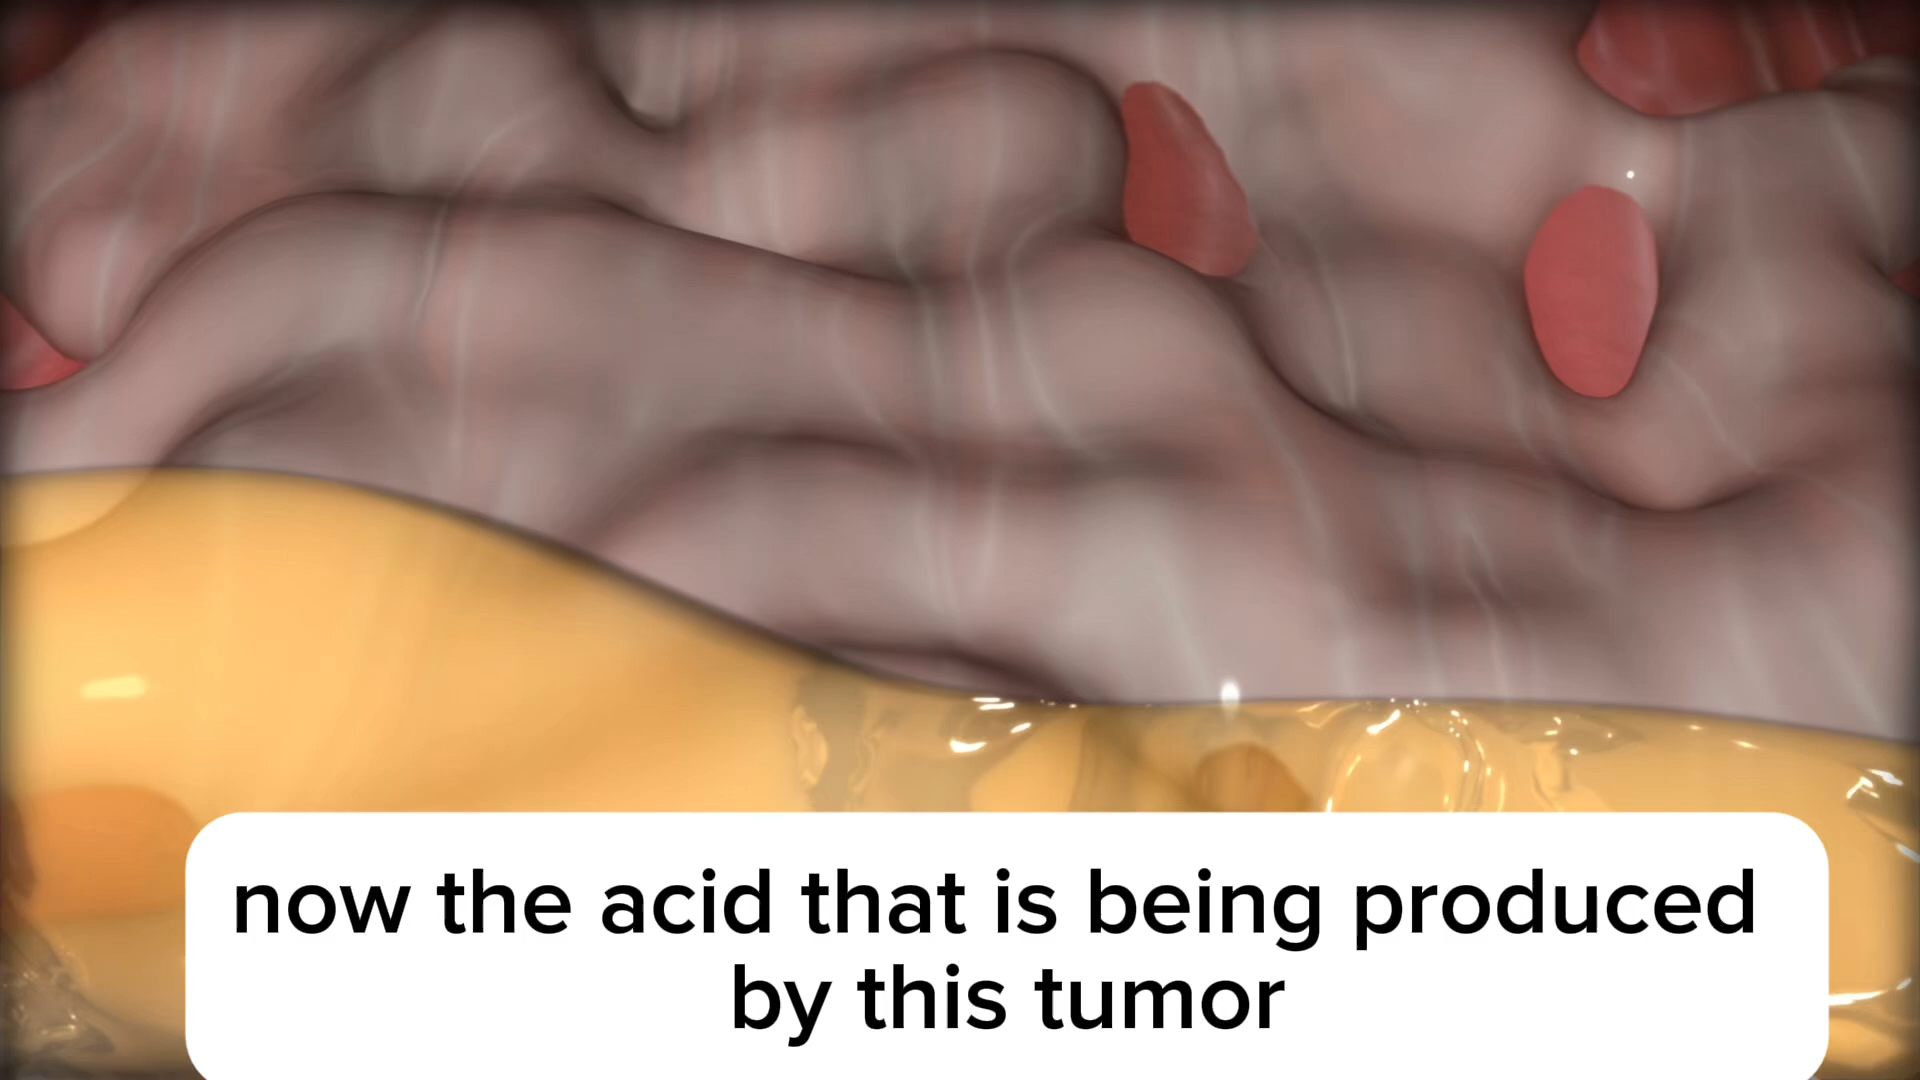 now the acid that is being produced
by this tumor